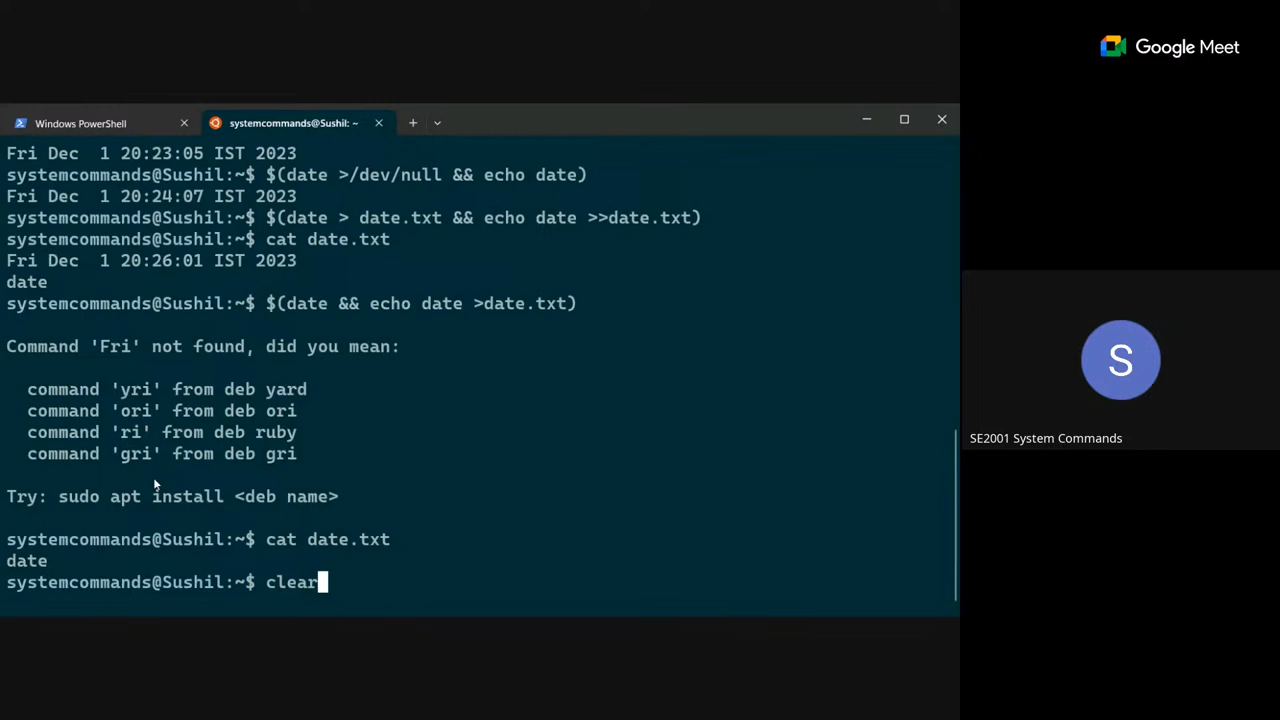 Google Meet
Windows PowerShell
systemcommands@Sushil: ~
Fri Dec  1 20:23:05 IST 2023
systemcommands@Sushil:~$ $(date >/dev/null && echo date)
Fri Dec  1 20:24:07 IST 2023
systemcommands@Sushil:~$ $(date > date.txt && echo date >>date.txt)
systemcommands@Sushil:~$ cat date.txt
Fri Dec  1 20:26:01 IST 2023
date
systemcommands@Sushil:~$ $(date && echo date >date.txt)
Command 'Fri' not found, did you mean:
command 'yri' from deb yard
command 'ori' from deb ori
command 'ri' from deb ruby
command 'gri' from deb gri
Try: sudo apt install <deb name>
systemcommands@Sushil:~$ cat date.txt
date
systemcommands@Sushil:~$ clear
S
SE2001 System Commands